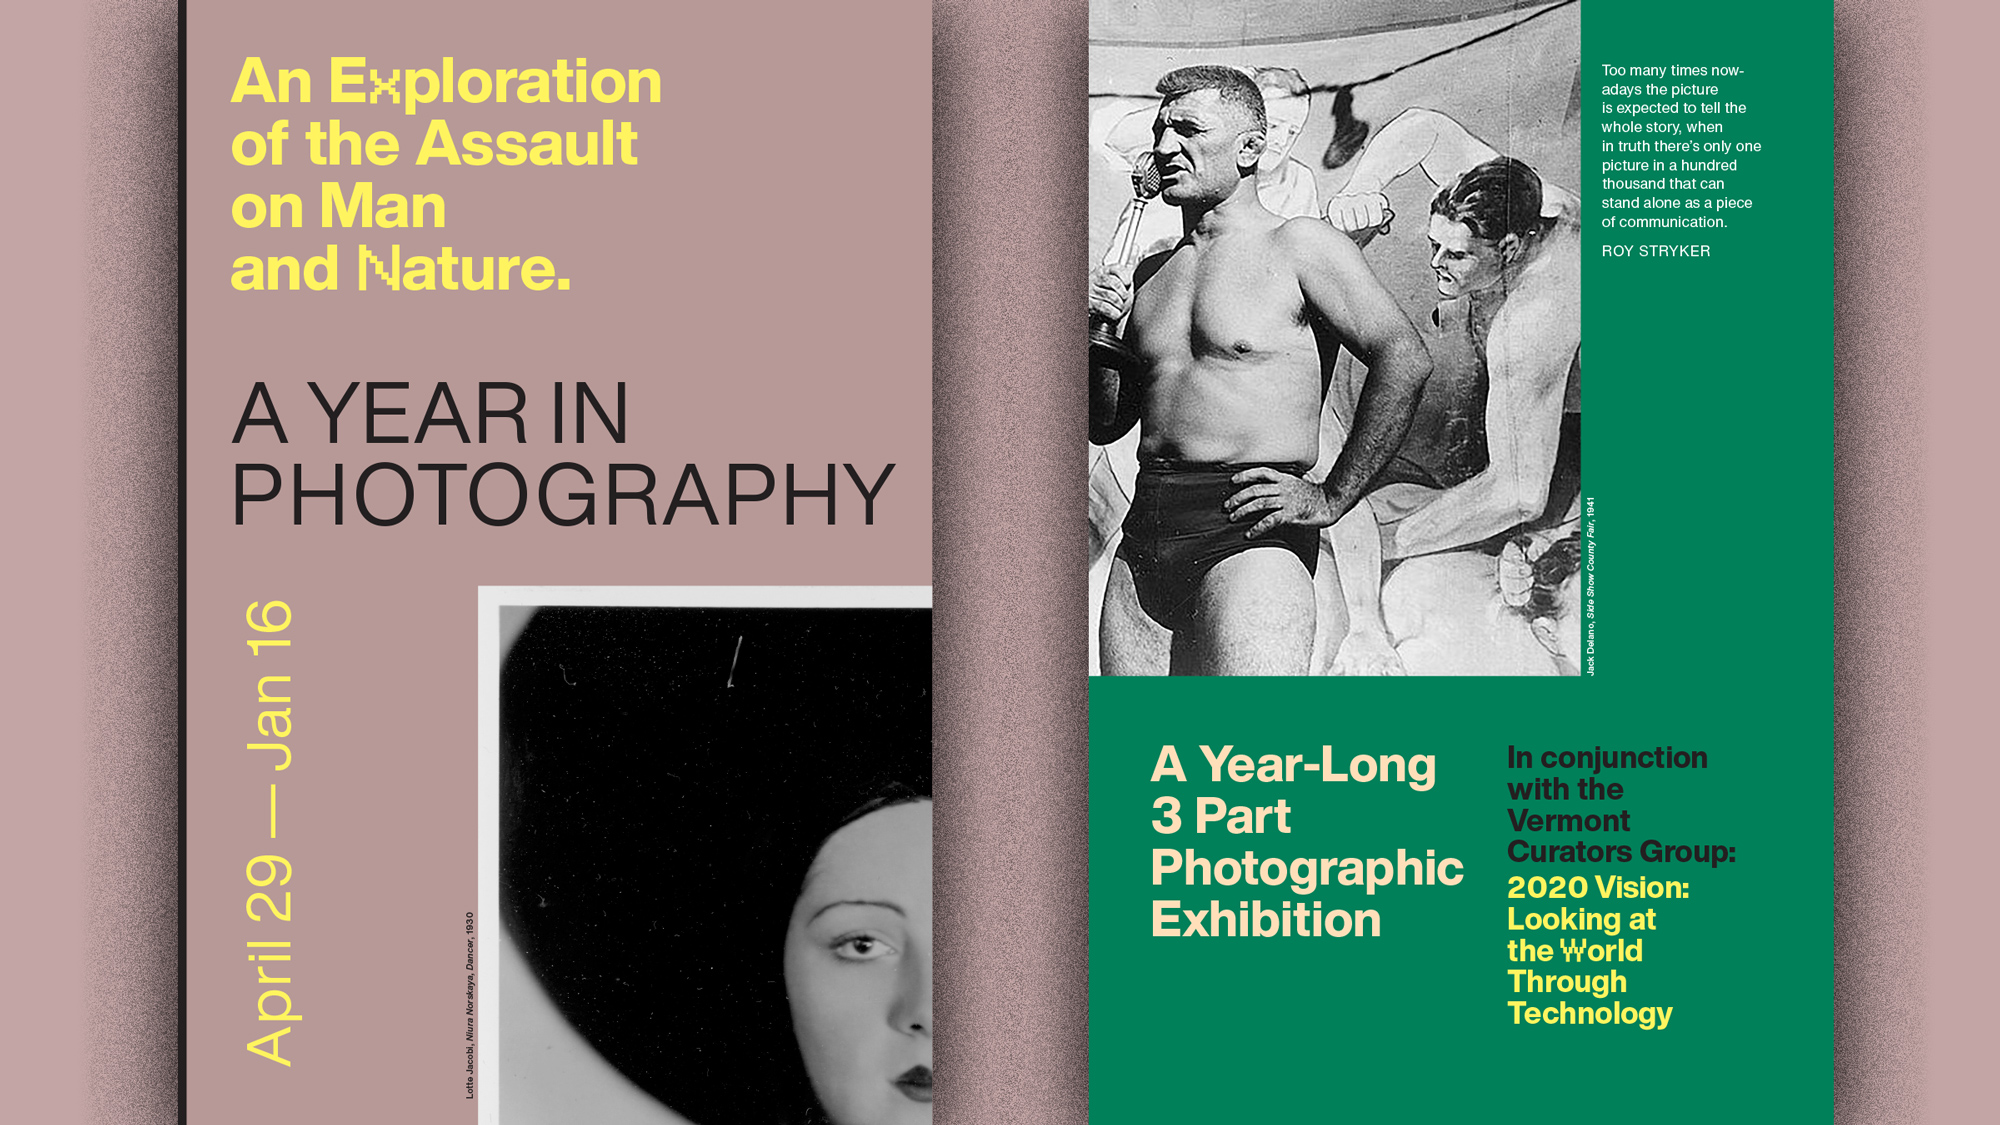 An Exploration
of the Assault
on Man
and Nature.
A YEAR IN
PHOTOGRAPHY
April 29 — Jan 16
Lotte Jacobi, Niura Norskaya, Dancer, 1930
Too many times now-
adays the picture
is expected to tell the
whole story, when
in truth there's only one
picture in a hundred
thousand that can
stand alone as a piece
of communication.
ROY STRYKER
Jack Delano, Side Show County Fair, 1941
A Year-Long
3 Part
Photographic
Exhibition
In conjunction
with the
Vermont
Curators Group:
2020 Vision:
Looking at
the World
Through
Technology